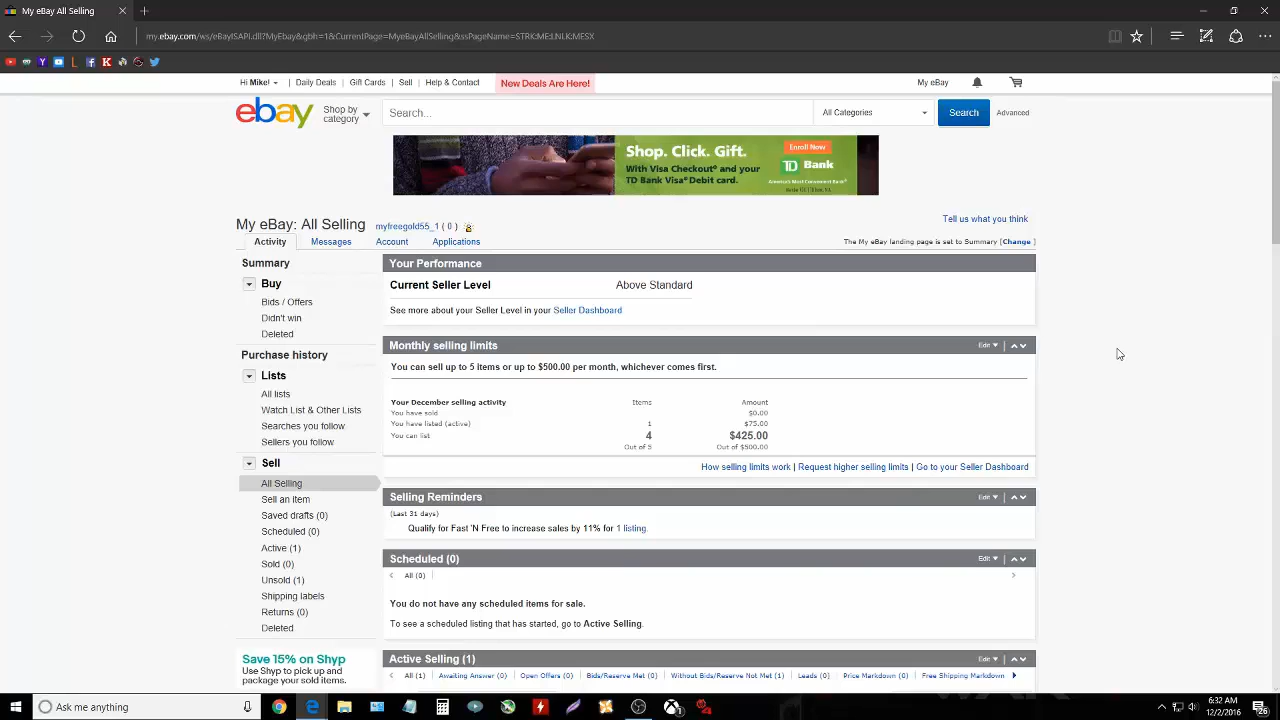 My eBay All Selling
my.ebay.com/ws/eBayISAPI.dll?MyEbay&gbh=1&CurrentPage=MyeBayAllSelling&ssPageName=STRK:ME:LNLK:MESX
Hi Mike! | Daily Deals | Gift Cards | Sell | Help & Contact New Deals Are Here! My eBay
ebay Shop by category Search... All Categories Search Advanced
Shop. Click. Gift.
With Visa Checkout® and your
TD Bank Visa® Debit card.
Enroll Now
TD Bank
America's Most Convenient Bank®
My eBay: All Selling myfreegold55_1 ( 0 )
Tell us what you think
Activity Messages Account Applications
The My eBay landing page is set to Summary [Change ]
Summary
Buy
Bids / Offers
Didn't win
Deleted
Purchase history
Lists
All lists
Watch List & Other Lists
Searches you follow
Sellers you follow
Sell
All Selling
Sell an item
Saved drafts (0)
Scheduled (0)
Active (1)
Sold (0)
Unsold (1)
Shipping labels
Returns (0)
Deleted
Save 15% on Shyp
Use Shyp to pick up and
package your sold items.
Your Performance
Current Seller Level Above Standard
See more about your Seller Level in your Seller Dashboard
Monthly selling limits Edit
You can sell up to 5 items or up to $500.00 per month, whichever comes first.
Your December selling activity Items Amount
You have sold $0.00
You have listed (active) 1 $75.00
You can list 4 $425.00
Out of 5 Out of $500.00
How selling limits work | Request higher selling limits | Go to your Seller Dashboard
Selling Reminders Edit
(Last 31 days)
Qualify for Fast 'N Free to increase sales by 11% for 1 listing.
Scheduled (0) Edit
All (0)
You do not have any scheduled items for sale.
To see a scheduled listing that has started, go to Active Selling.
Active Selling (1) Edit
All (1) Awaiting Answer (0) Open Offers (0) Bids/Reserve Met (0) Without Bids/Reserve Not Met (1) Leads (0) Price Markdown (0) Free Shipping Markdown
Ask me anything
6:32 AM
12/2/2016